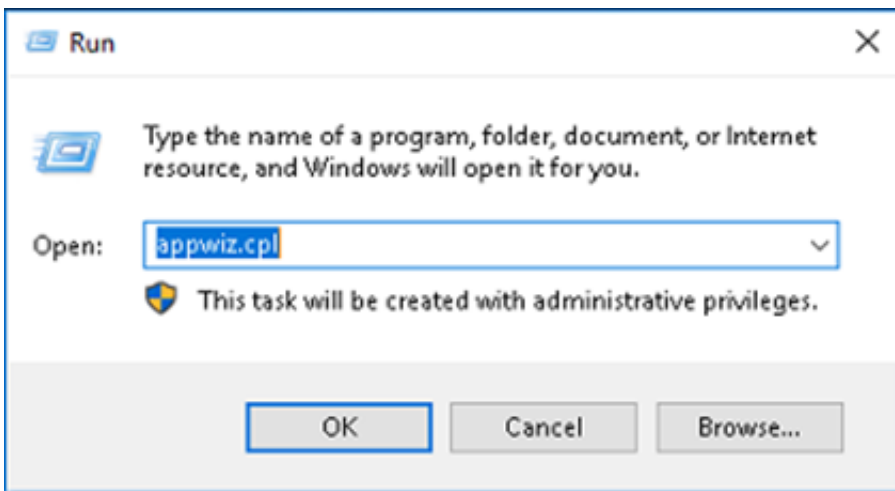 Run
Type the name of a program, folder, document, or Internet
resource, and Windows will open it for you.
Open: appwiz.cpl
This task will be created with administrative privileges.
OK Cancel Browse...